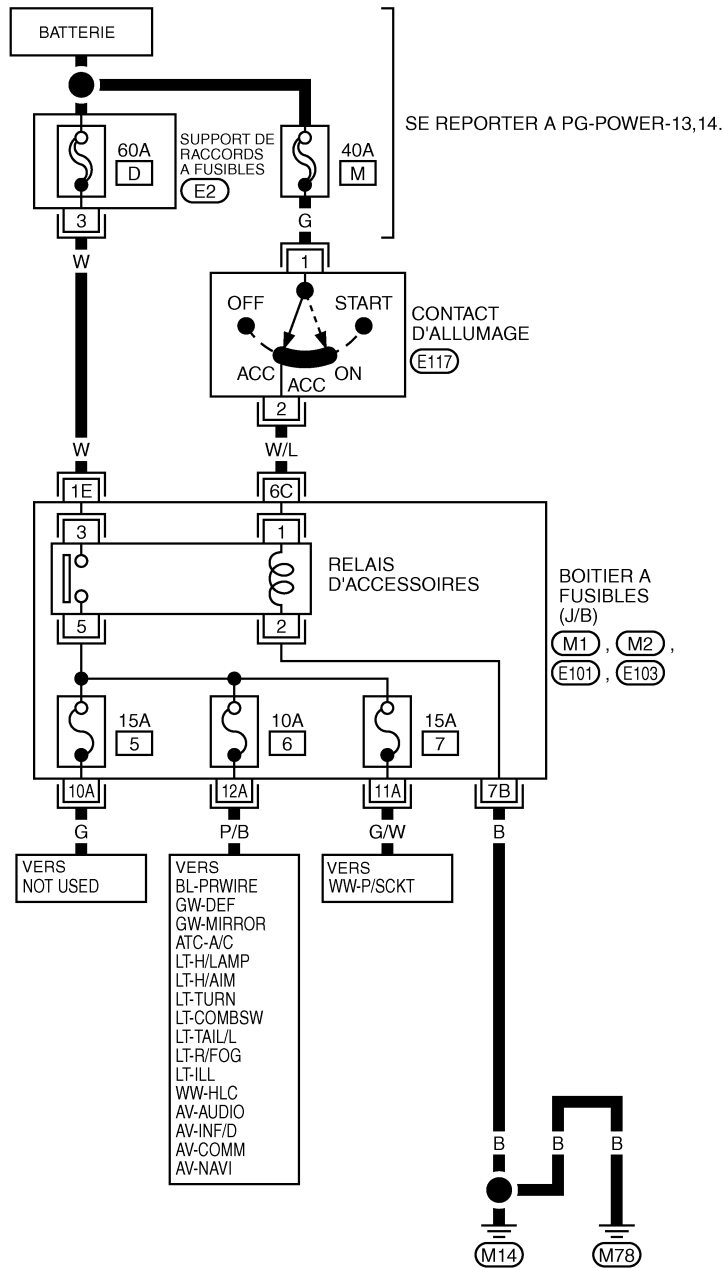 BATTERIE
SE REPORTER A PG-POWER-13,14.
60A
D
SUPPORT DE
RACCORDS
A FUSIBLES
E2
40A
M
3
G
W
1
OFF
START
ACC
ACC
ON
CONTACT
D'ALLUMAGE
E117
2
W
W/L
1E
6C
3
1
RELAIS
D'ACCESSOIRES
BOITIER A
FUSIBLES
(J/B)
M1 , M2 ,
E101 , E103
5
2
15A
5
10A
6
15A
7
10A
12A
11A
7B
G
P/B
G/W
B
VERS
NOT USED
VERS
BL-PRWIRE
GW-DEF
GW-MIRROR
ATC-A/C
LT-H/LAMP
LT-H/AIM
LT-TURN
LT-COMBSW
LT-TAIL/L
LT-R/FOG
LT-ILL
WW-HLC
AV-AUDIO
AV-INF/D
AV-COMM
AV-NAVI
VERS
WW-P/SCKT
B
B
B
M14
M78